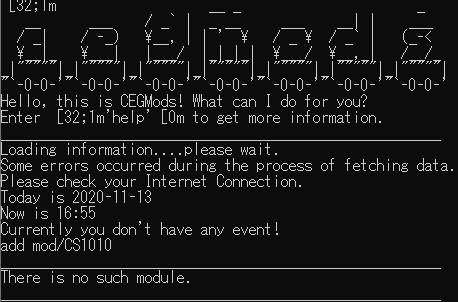 [32;1m
Hello, this is CEGMods! What can I do for you?
Enter [32;1m'help' [0m to get more information.
Loading information....please wait.
Some errors occurred during the process of fetching data.
Please check your Internet Connection.
Today is 2020-11-13
Now is 16:55
Currently you don't have any event!
add mod/CS1010
There is no such module.